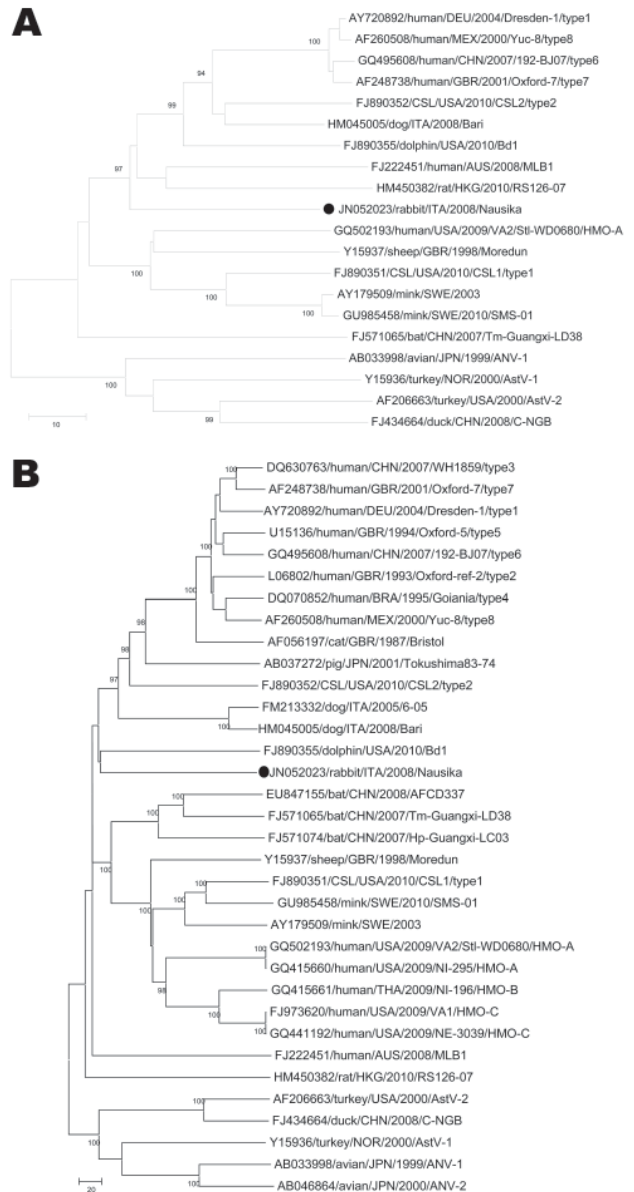 A
AY720892/human/DEU/2004/Dresden-1/type1
AF260508/human/MEX/2000/Yuc-8/type8
100
GQ495608/human/CHN/2007/192-BJ07/type6
94
AF248738/human/GBR/2001/Oxford-7/type7
FJ890352/CSL/USA/2010/CSL2/type2
99
HM045005/dog/ITA/2008/Bari
FJ890355/dolphin/USA/2010/Bd1
97
FJ222451/human/AUS/2008/MLB1
HM450382/rat/HKG/2010/RS126-07
JN052023/rabbit/ITA/2008/Nausika
GQ502193/human/USA/2009/VA2/Stl-WD0680/HMO-A
Y15937/sheep/GBR/1998/Moredun
100
FJ890351/CSL/USA/2010/CSL1/type1
100
AY179509/mink/SWE/2003
100
GU985458/mink/SWE/2010/SMS-01
FJ571065/bat/CHN/2007/Tm-Guangxi-LD38
AB033998/avian/JPN/1999/ANV-1
100
Y15936/turkey/NOR/2000/AstV-1
AF206663/turkey/USA/2000/AstV-2
99
FJ434664/duck/CHN/2008/C-NGB
10
B
100
DQ630763/human/CHN/2007/WH1859/type3
AF248738/human/GBR/2001/Oxford-7/type7
AY720892/human/DEU/2004/Dresden-1/type1
U15136/human/GBR/1994/Oxford-5/type5
100
GQ495608/human/CHN/2007/192-BJ07/type6
L06802/human/GBR/1993/Oxford-ref-2/type2
100
DQ070852/human/BRA/1995/Goiania/type4
AF260508/human/MEX/2000/Yuc-8/type8
98
AF056197/cat/GBR/1987/Bristol
98
AB037272/pig/JPN/2001/Tokushima83-74
97
FJ890352/CSL/USA/2010/CSL2/type2
FM213332/dog/ITA/2005/6-05
100
HM045005/dog/ITA/2008/Bari
FJ890355/dolphin/USA/2010/Bd1
JN052023/rabbit/ITA/2008/Nausika
100
EU847155/bat/CHN/2008/AFCD337
100
FJ571065/bat/CHN/2007/Tm-Guangxi-LD38
FJ571074/bat/CHN/2007/Hp-Guangxi-LC03
100
Y15937/sheep/GBR/1998/Moredun
100
FJ890351/CSL/USA/2010/CSL1/type1
100
GU985458/mink/SWE/2010/SMS-01
100
AY179509/mink/SWE/2003
100
GQ502193/human/USA/2009/VA2/Stl-WD0680/HMO-A
GQ415660/human/USA/2009/NI-295/HMO-A
98
GQ415661/human/THA/2009/NI-196/HMO-B
100
FJ973620/human/USA/2009/VA1/HMO-C
100
GQ441192/human/USA/2009/NE-3039/HMO-C
FJ222451/human/AUS/2008/MLB1
HM450382/rat/HKG/2010/RS126-07
100
AF206663/turkey/USA/2000/AstV-2
FJ434664/duck/CHN/2008/C-NGB
100
Y15936/turkey/NOR/2000/AstV-1
100
AB033998/avian/JPN/1999/ANV-1
AB046864/avian/JPN/2000/ANV-2
20